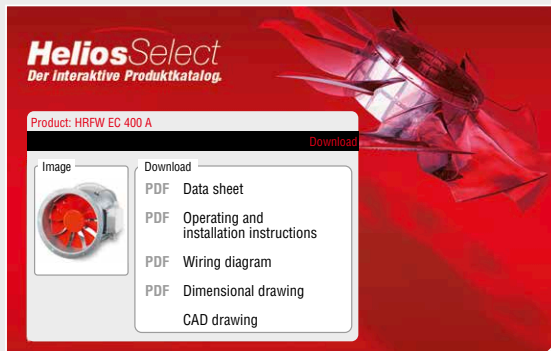 HeliosSelect
Der interaktive Produktkatalog.
Product: HRFW EC 400 A
Download
Image
Download
PDF Data sheet
PDF Operating and
installation instructions
PDF Wiring diagram
PDF Dimensional drawing
CAD drawing